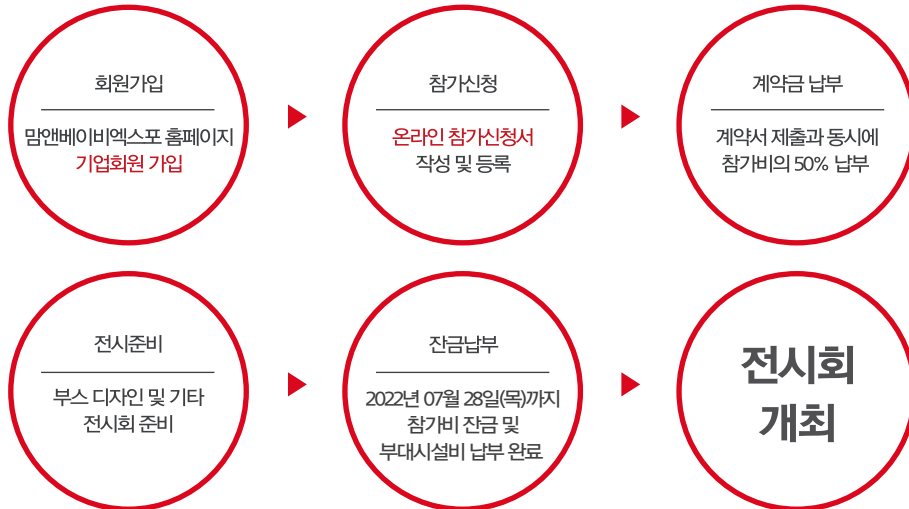 회원가입
맘앤베이비엑스포 홈페이지
기업회원 가입
참가신청
온라인 참가신청서
작성 및 등록
계약금 납부
계약서 제출과 동시에
참가비의 50% 납부
전시준비
부스 디자인 및 기타
전시회 준비
잔금납부
2022년 07월 28일(목)까지
참가비 잔금 및
부대시설비 납부 완료
전시회
개최